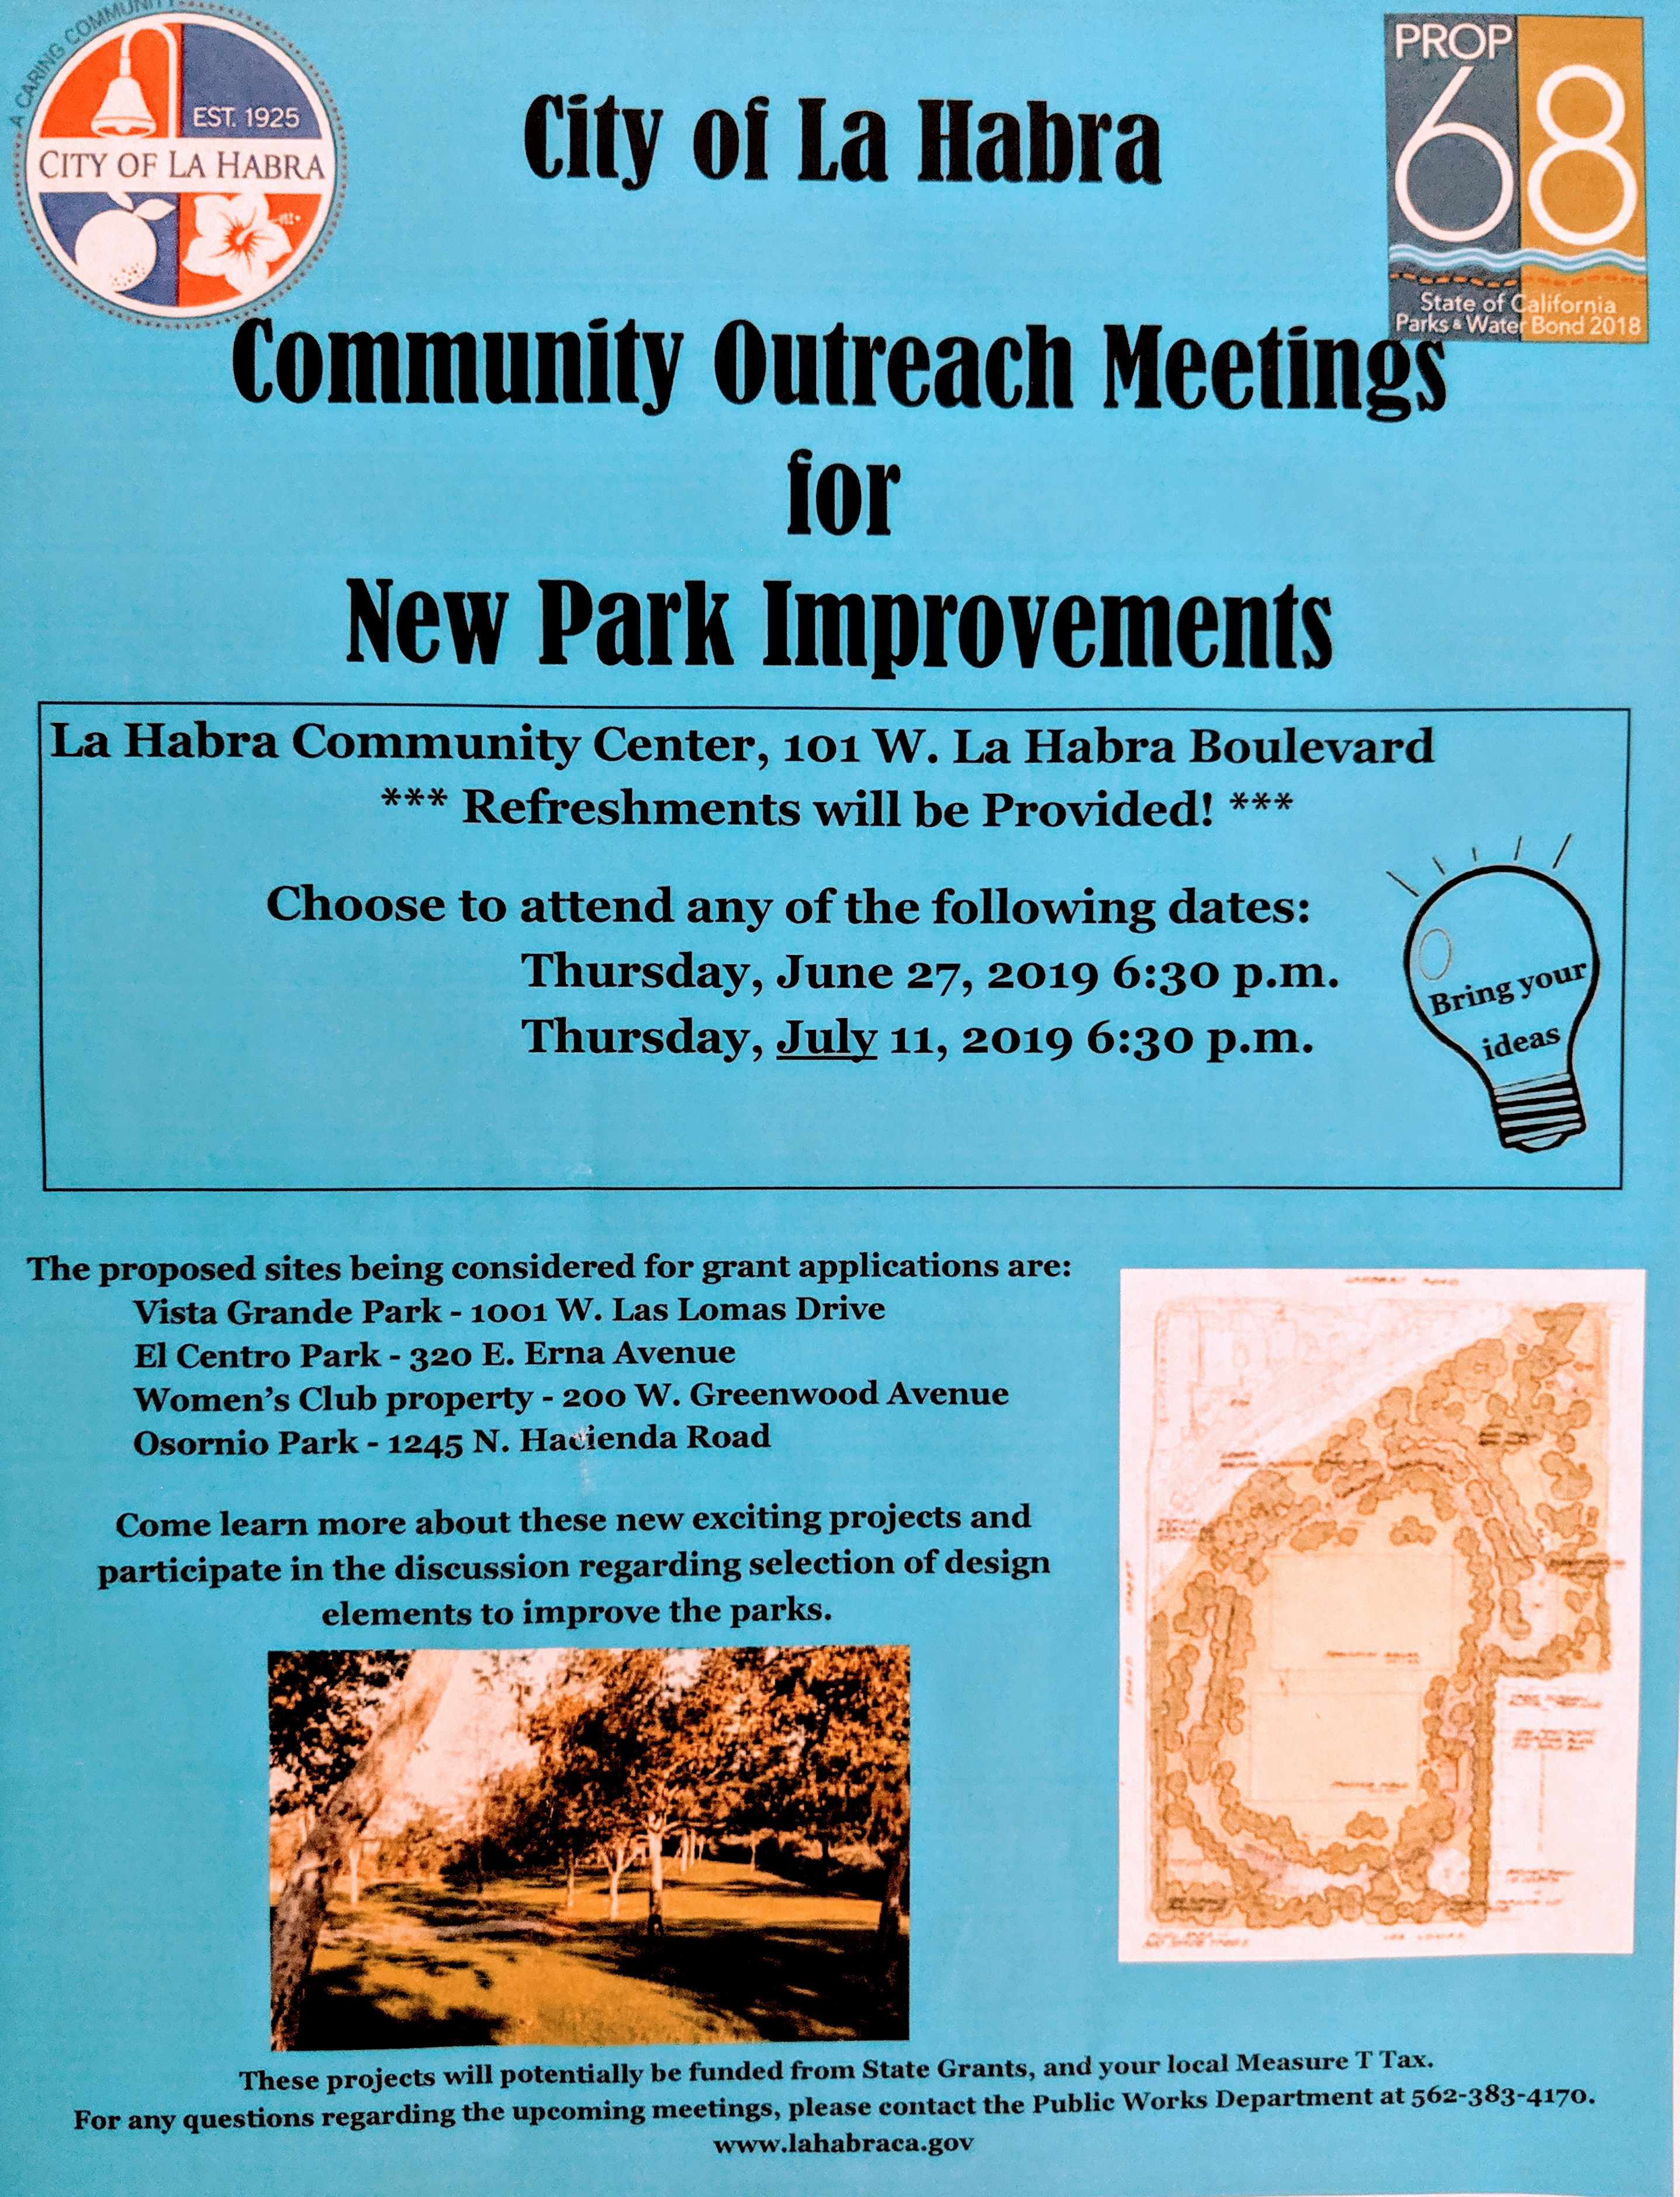 A CARING COMMUNITY
EST. 1925
CITY OF LA HABRA
PROP
68
State of California
Parks & Water Bond 2018
City of La Habra
Community Outreach Meetings
for
New Park Improvements
La Habra Community Center, 101 W. La Habra Boulevard
*** Refreshments will be Provided! ***
Choose to attend any of the following dates:
Thursday, June 27, 2019 6:30 p.m.
Thursday, July 11, 2019 6:30 p.m.
Bring your
ideas
The proposed sites being considered for grant applications are:
Vista Grande Park - 1001 W. Las Lomas Drive
El Centro Park - 320 E. Erna Avenue
Women's Club property - 200 W. Greenwood Avenue
Osornio Park - 1245 N. Hacienda Road
Come learn more about these new exciting projects and
participate in the discussion regarding selection of design
elements to improve the parks.
These projects will potentially be funded from State Grants, and your local Measure T Tax.
For any questions regarding the upcoming meetings, please contact the Public Works Department at 562-383-4170.
www.lahabraca.gov